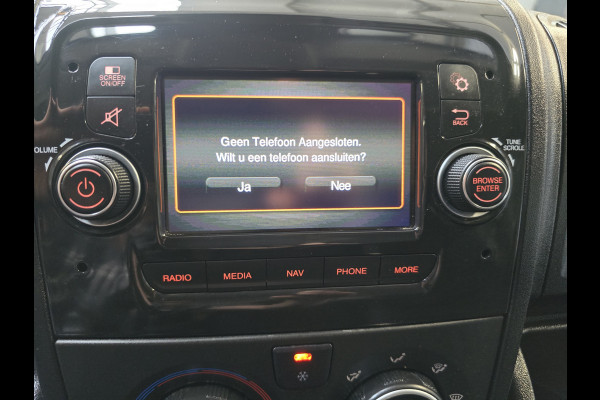 SCREEN
ON/OFF
BACK
VOLUME
TUNE
SCROLL
Geen Telefoon Aangesloten.
Wilt u een telefoon aansluiten?
Ja
Nee
BROWSE
ENTER
RADIO
MEDIA
NAV
PHONE
MORE